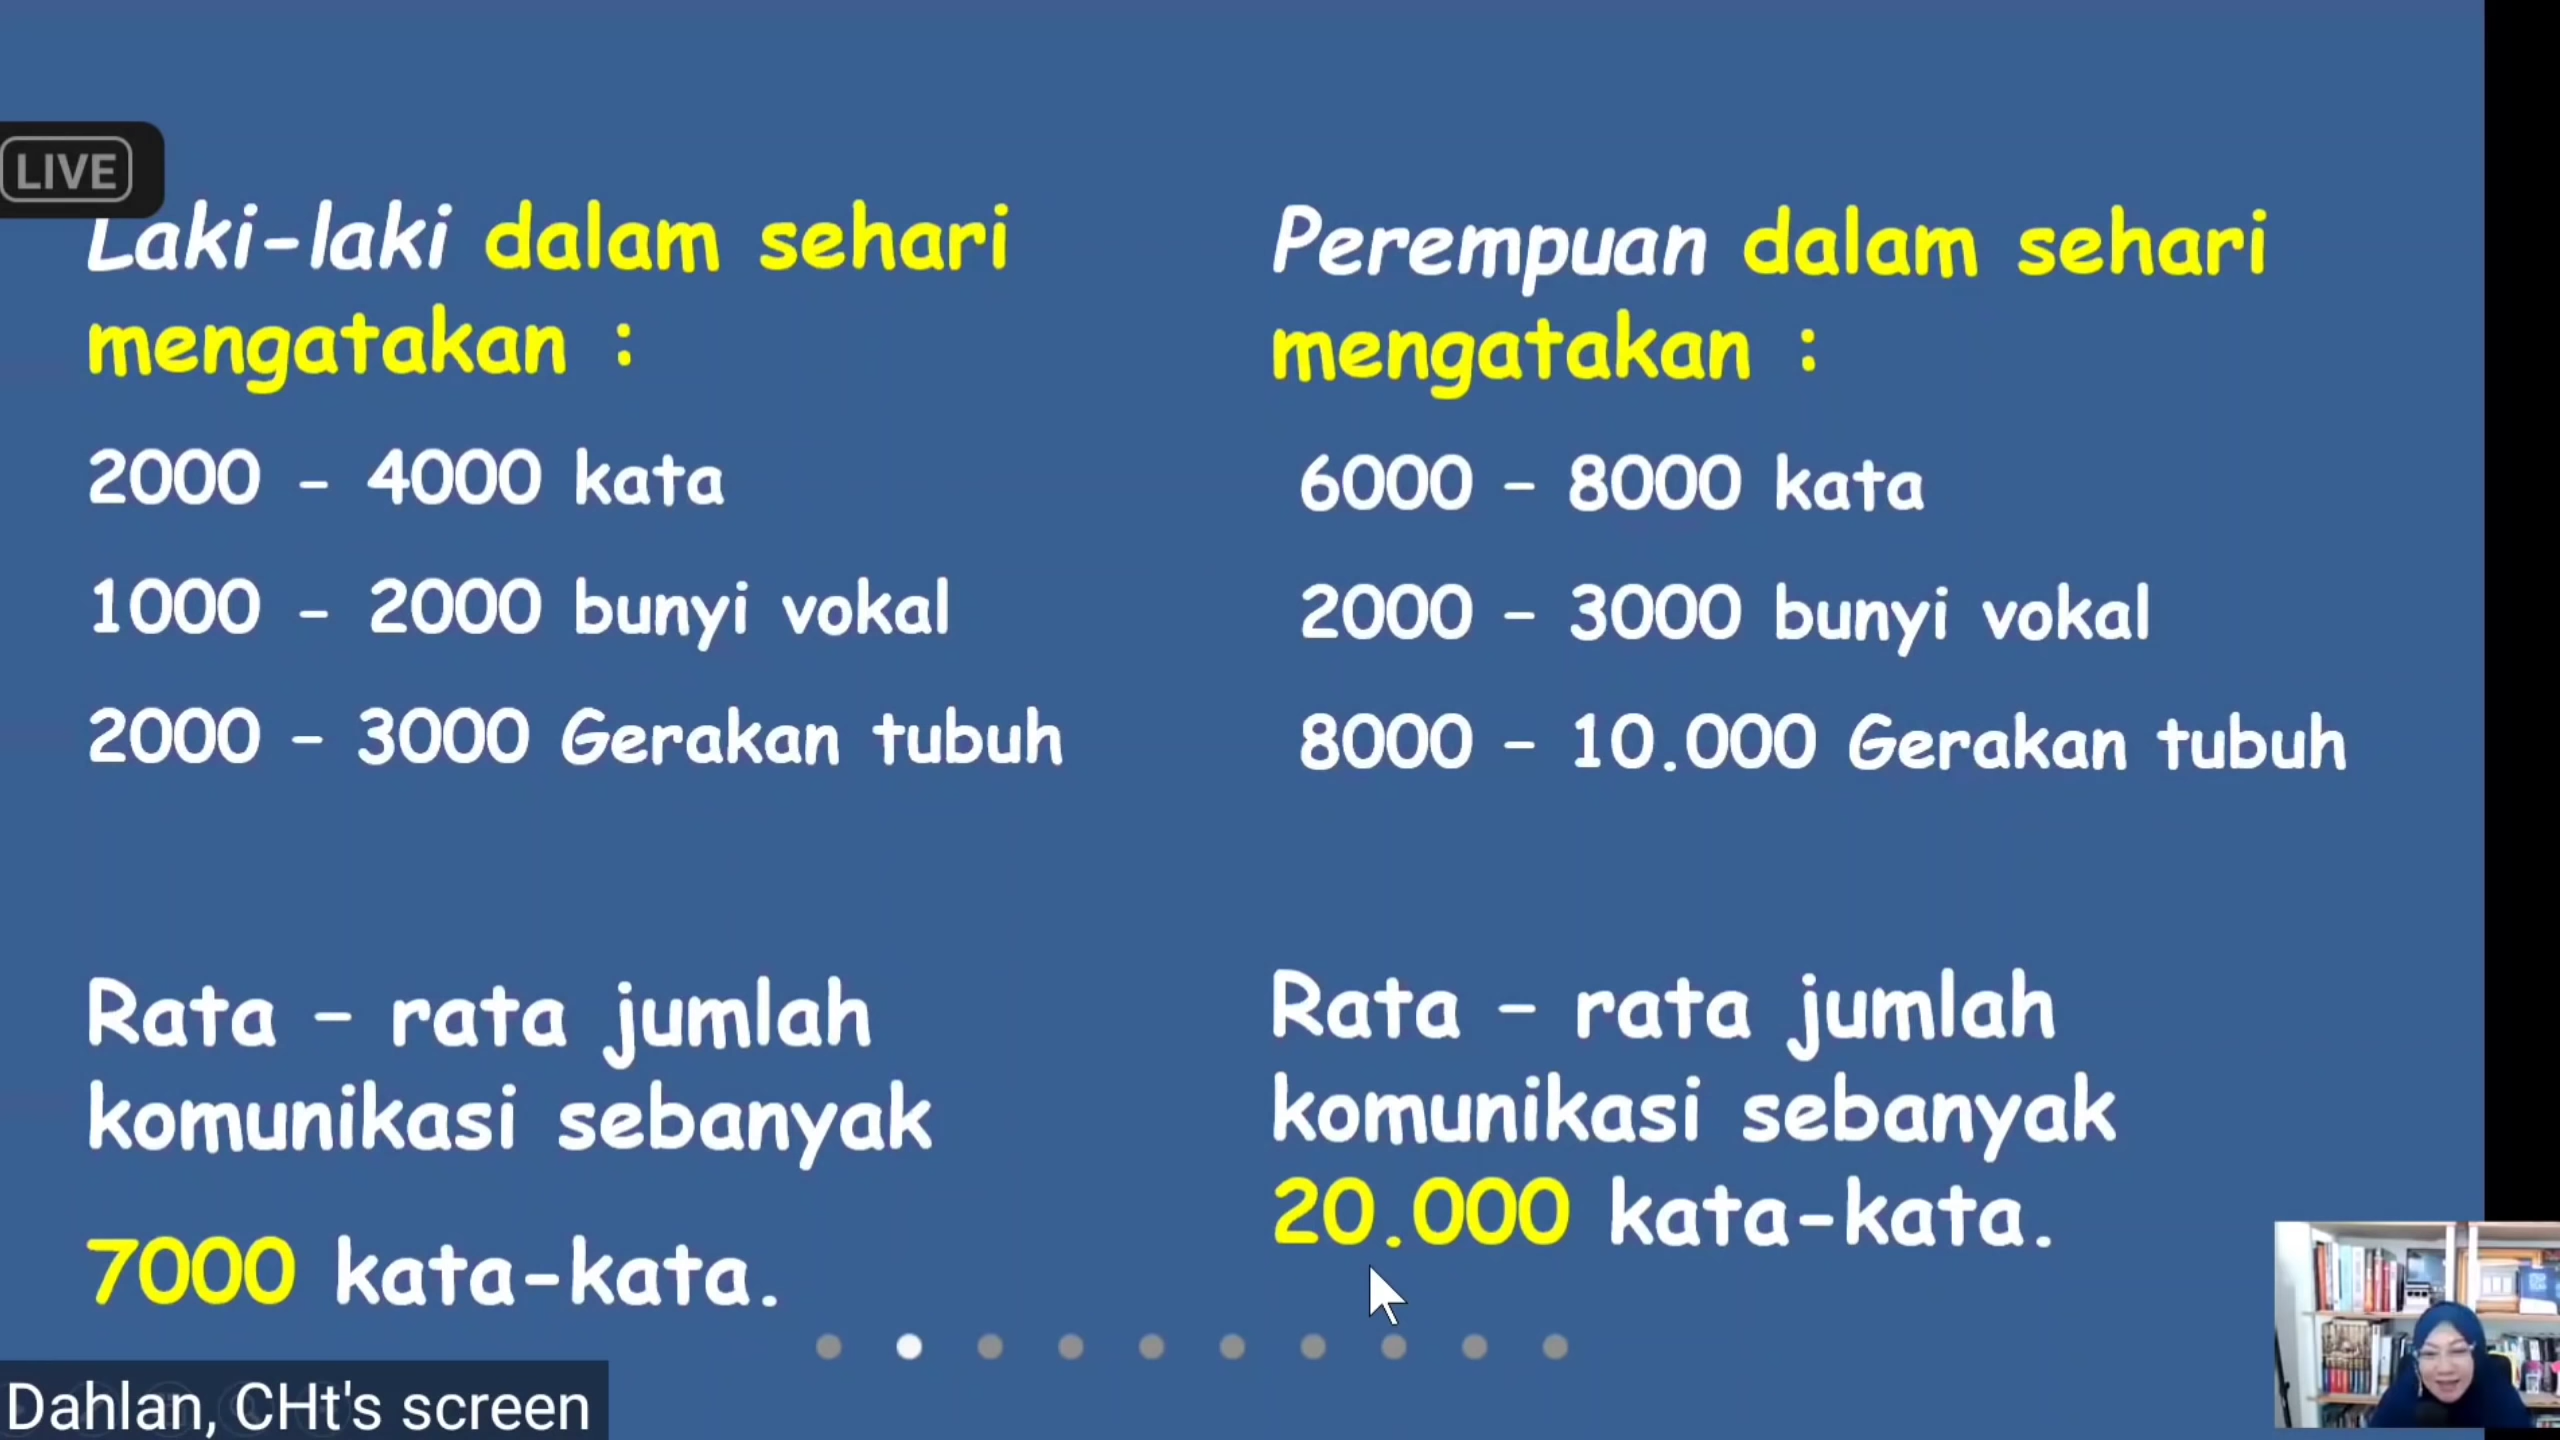 LIVE
Laki-laki dalam sehari
mengatakan :
2000 - 4000 kata
1000 - 2000 bunyi vokal
2000 – 3000 Gerakan tubuh
Rata – rata jumlah
komunikasi sebanyak
7000 kata-kata.
Perempuan dalam sehari
mengatakan :
6000 – 8000 kata
2000 – 3000 bunyi vokal
8000 – 10.000 Gerakan tubuh
Rata – rata jumlah
komunikasi sebanyak
20.000 kata-kata.
Dahlan, CHt's screen